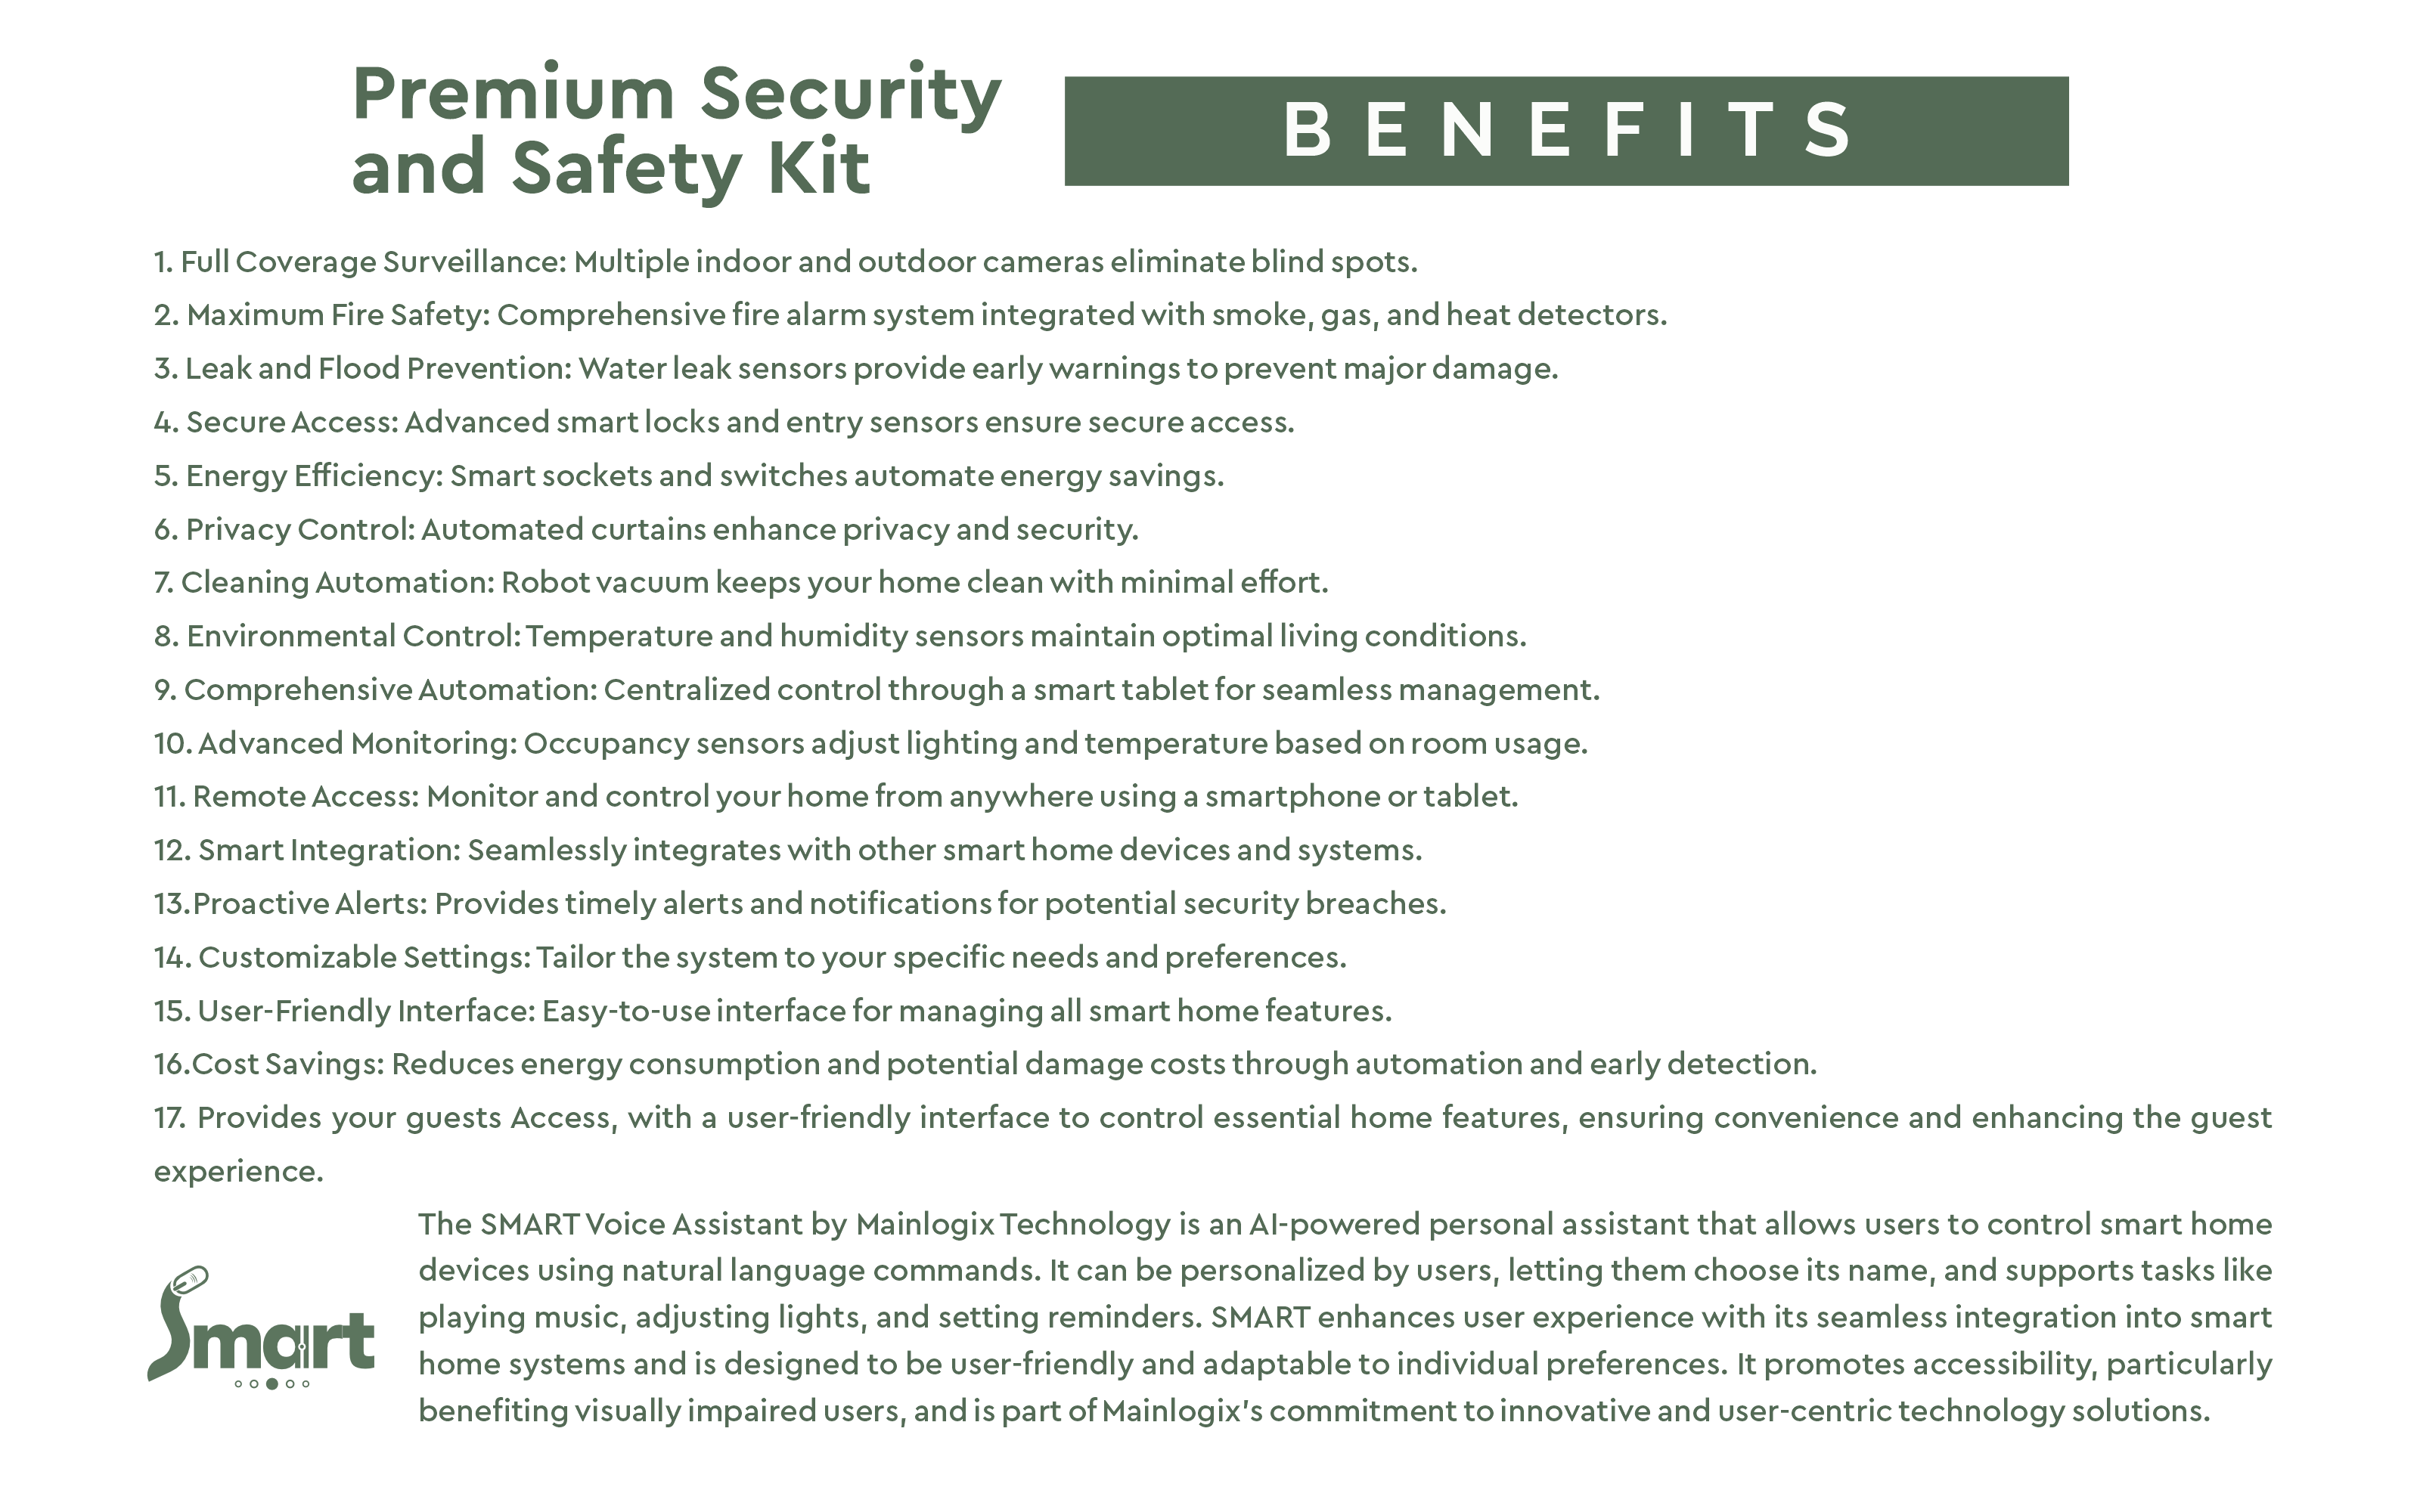 Premium Security
and Safety Kit
BENEFITS
1. Full Coverage Surveillance: Multiple indoor and outdoor cameras eliminate blind spots.
2. Maximum Fire Safety: Comprehensive fire alarm system integrated with smoke, gas, and heat detectors.
3. Leak and Flood Prevention: Water leak sensors provide early warnings to prevent major damage.
4. Secure Access: Advanced smart locks and entry sensors ensure secure access.
5. Energy Efficiency: Smart sockets and switches automate energy savings.
6. Privacy Control: Automated curtains enhance privacy and security.
7. Cleaning Automation: Robot vacuum keeps your home clean with minimal effort.
8. Environmental Control: Temperature and humidity sensors maintain optimal living conditions.
9. Comprehensive Automation: Centralized control through a smart tablet for seamless management.
10. Advanced Monitoring: Occupancy sensors adjust lighting and temperature based on room usage.
11. Remote Access: Monitor and control your home from anywhere using a smartphone or tablet.
12. Smart Integration: Seamlessly integrates with other smart home devices and systems.
13.Proactive Alerts: Provides timely alerts and notifications for potential security breaches.
14. Customizable Settings: Tailor the system to your specific needs and preferences.
15. User-Friendly Interface: Easy-to-use interface for managing all smart home features.
16.Cost Savings: Reduces energy consumption and potential damage costs through automation and early detection.
17. Provides your guests Access, with a user-friendly interface to control essential home features, ensuring convenience and enhancing the guest
experience.
The SMART Voice Assistant by Mainlogix Technology is an AI-powered personal assistant that allows users to control smart home
devices using natural language commands. It can be personalized by users, letting them choose its name, and supports tasks like
playing music, adjusting lights, and setting reminders. SMART enhances user experience with its seamless integration into smart
home systems and is designed to be user-friendly and adaptable to individual preferences. It promotes accessibility, particularly
benefiting visually impaired users, and is part of Mainlogix's commitment to innovative and user-centric technology solutions.
Smart